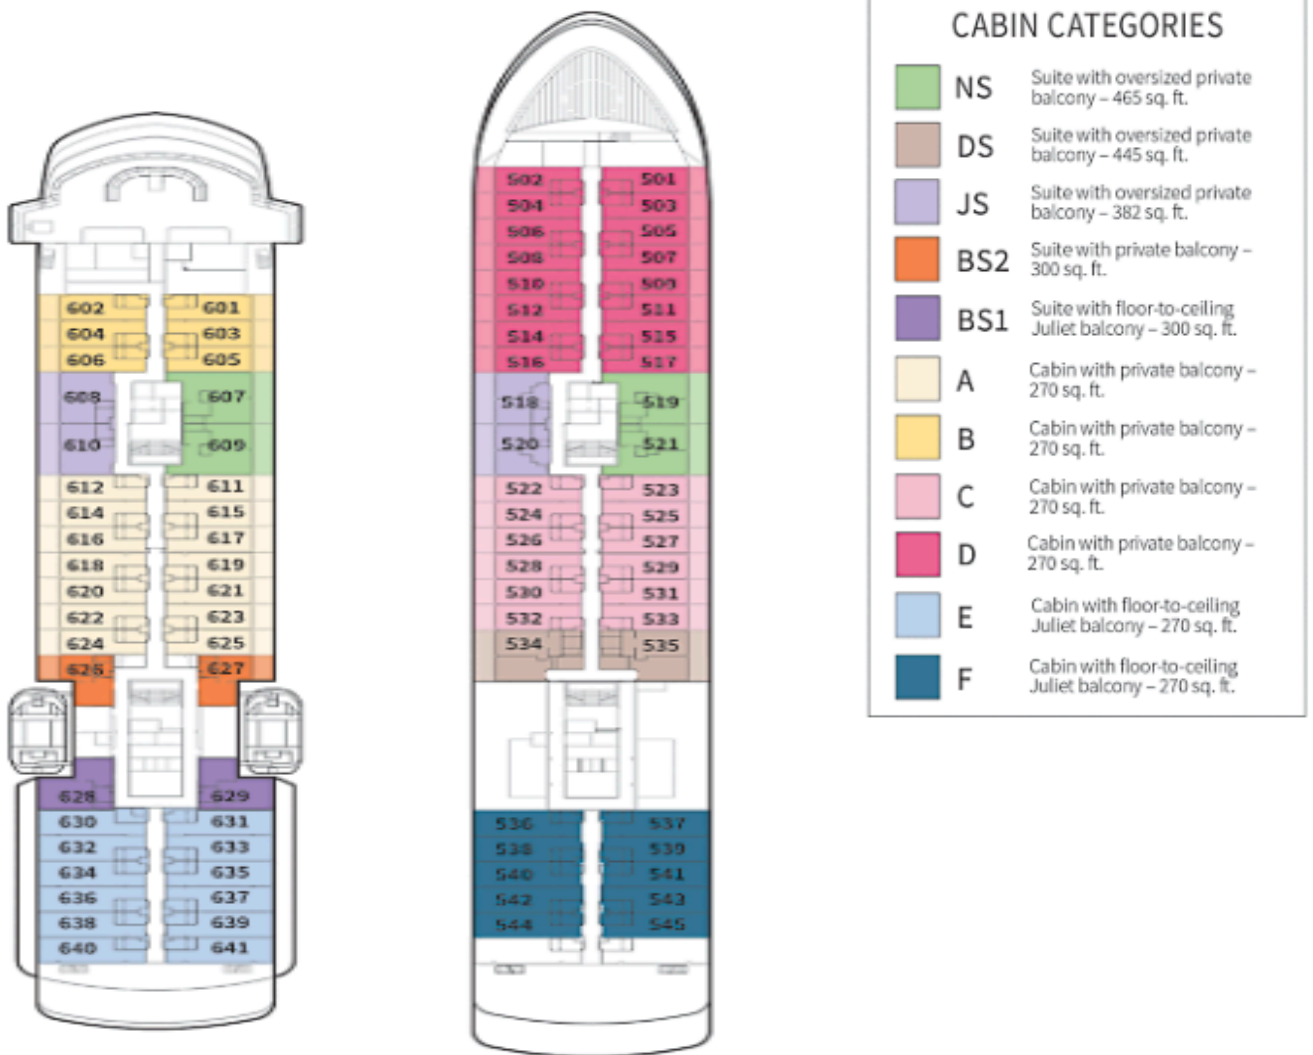 602 601
604 603
606 605
608 607
610 609
612 611
614 615
616 617
618 619
620 621
622 623
624 625
626 627
628 629
630 631
632 633
634 635
636 637
638 639
640 641
502 501
504 503
506 505
508 507
510 509
512 511
514 515
516 517
518 519
520 521
522 523
524 525
526 527
528 529
530 531
532 533
534 535
536 537
538 539
540 541
542 543
544 545
CABIN CATEGORIES
NS Suite with oversized private
balcony – 465 sq. ft.
DS Suite with oversized private
balcony – 445 sq. ft.
JS Suite with oversized private
balcony – 382 sq. ft.
BS2 Suite with private balcony –
300 sq. ft.
BS1 Suite with floor-to-ceiling
Juliet balcony – 300 sq. ft.
A Cabin with private balcony –
270 sq. ft.
B Cabin with private balcony –
270 sq. ft.
C Cabin with private balcony –
270 sq. ft.
D Cabin with private balcony –
270 sq. ft.
E Cabin with floor-to-ceiling
Juliet balcony – 270 sq. ft.
F Cabin with floor-to-ceiling
Juliet balcony – 270 sq. ft.